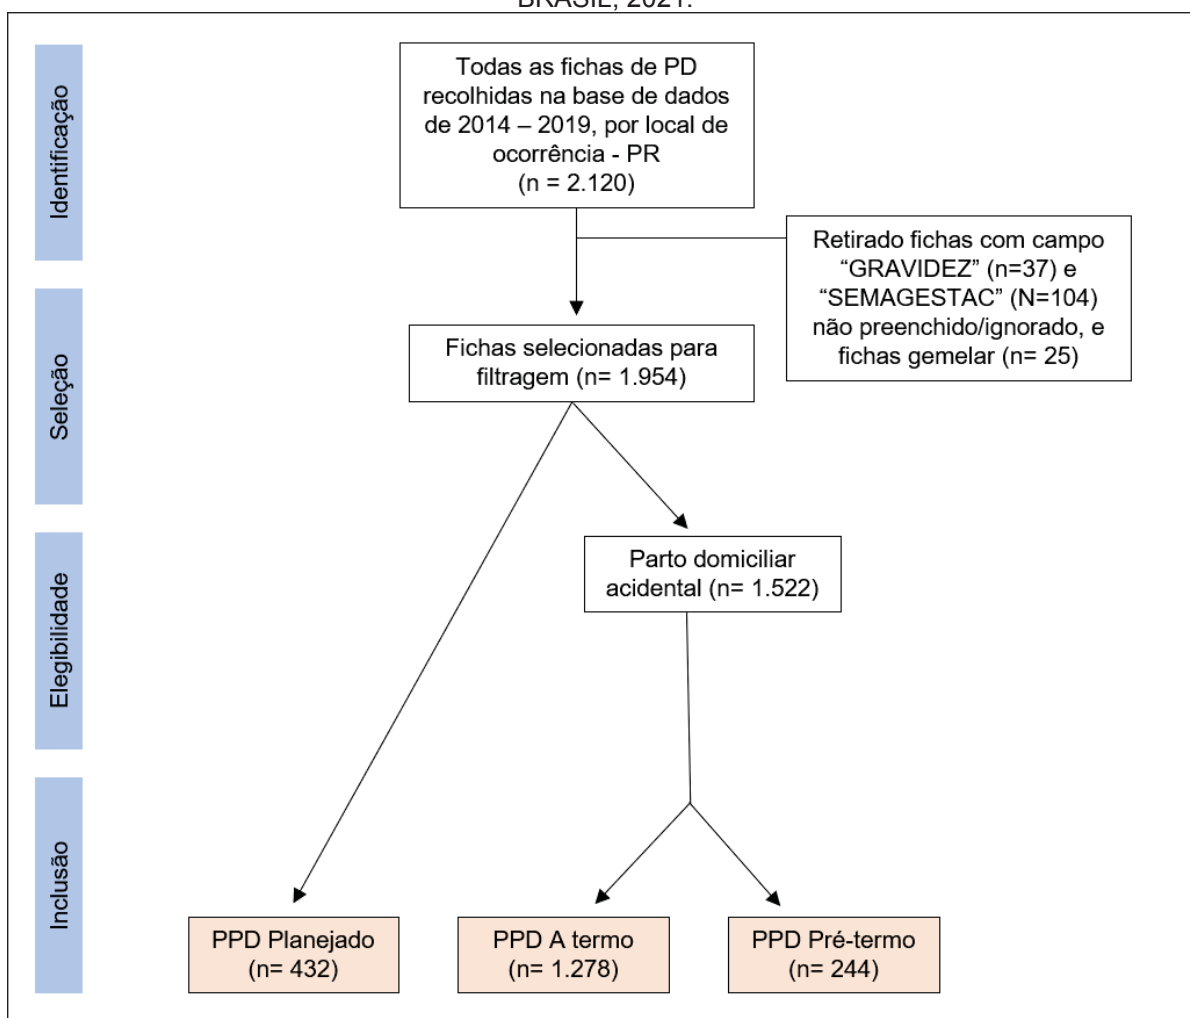 BRASIL, 2021.
Identificação
Todas as fichas de PD
recolhidas na base de dados
de 2014 – 2019, por local de
ocorrência - PR
(n = 2.120)
Retirado fichas com campo
“GRAVIDEZ” (n=37) e
“SEMAGESTAC” (N=104)
não preenchido/ignorado, e
fichas gemelar (n= 25)
Seleção
Fichas selecionadas para
filtragem (n= 1.954)
Elegibilidade
Parto domiciliar
acidental (n= 1.522)
Inclusão
PPD Planejado
(n= 432)
PPD A termo
(n= 1.278)
PPD Pré-termo
(n= 244)